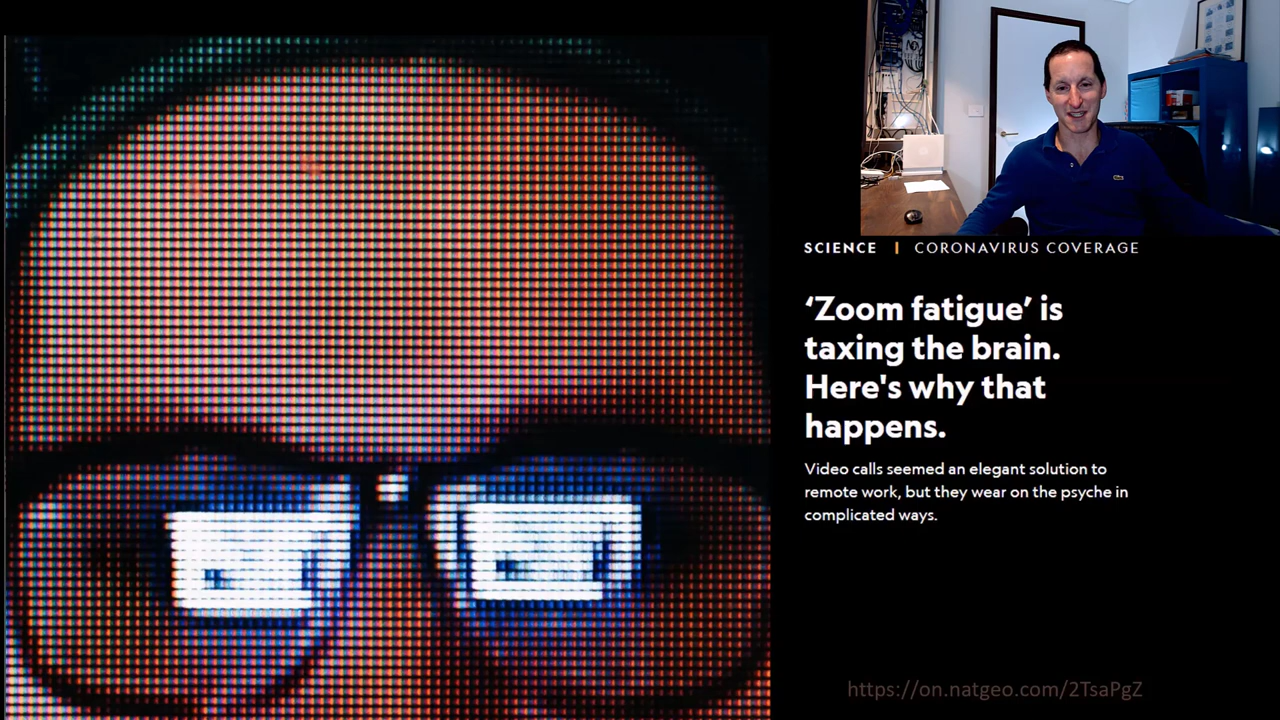 SCIENCE | CORONAVIRUS COVERAGE
‘Zoom fatigue’ is
taxing the brain.
Here's why that
happens.
Video calls seemed an elegant solution to
remote work, but they wear on the psyche in
complicated ways.
https://on.natgeo.com/2TsaPgZ